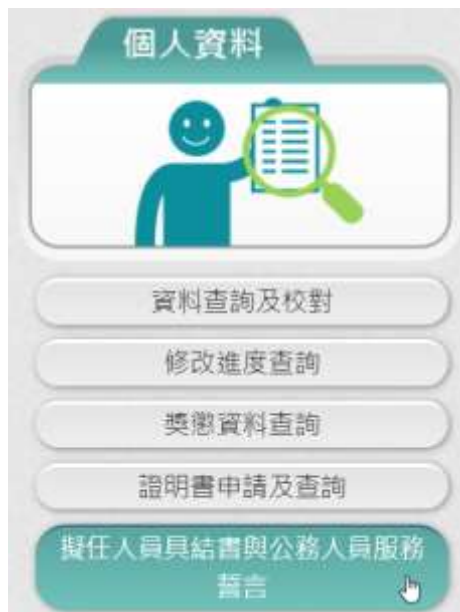 個人資料
資料查詢及校對
修改進度查詢
獎懲資料查詢
證明書申請及查詢
擬任人員具結書與公務人員服務
誓言